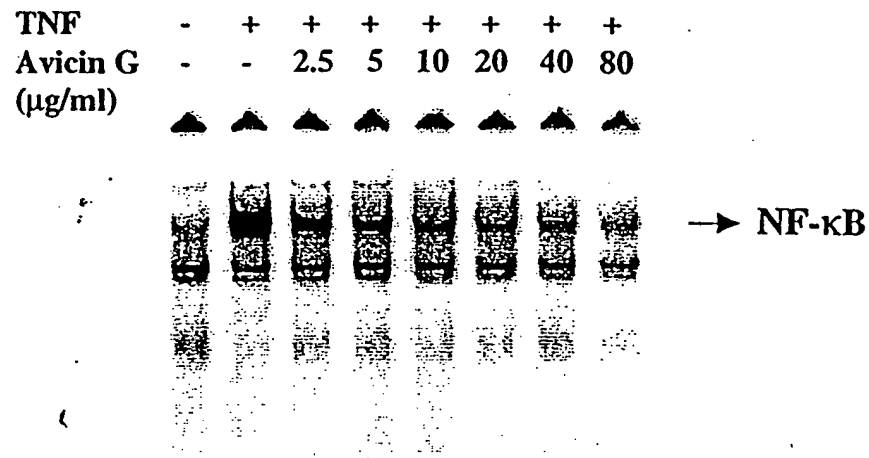 TNF - + + + + + + +
Avicin G - - 2.5 5 10 20 40 80
(μg/ml)
→ NF-κB